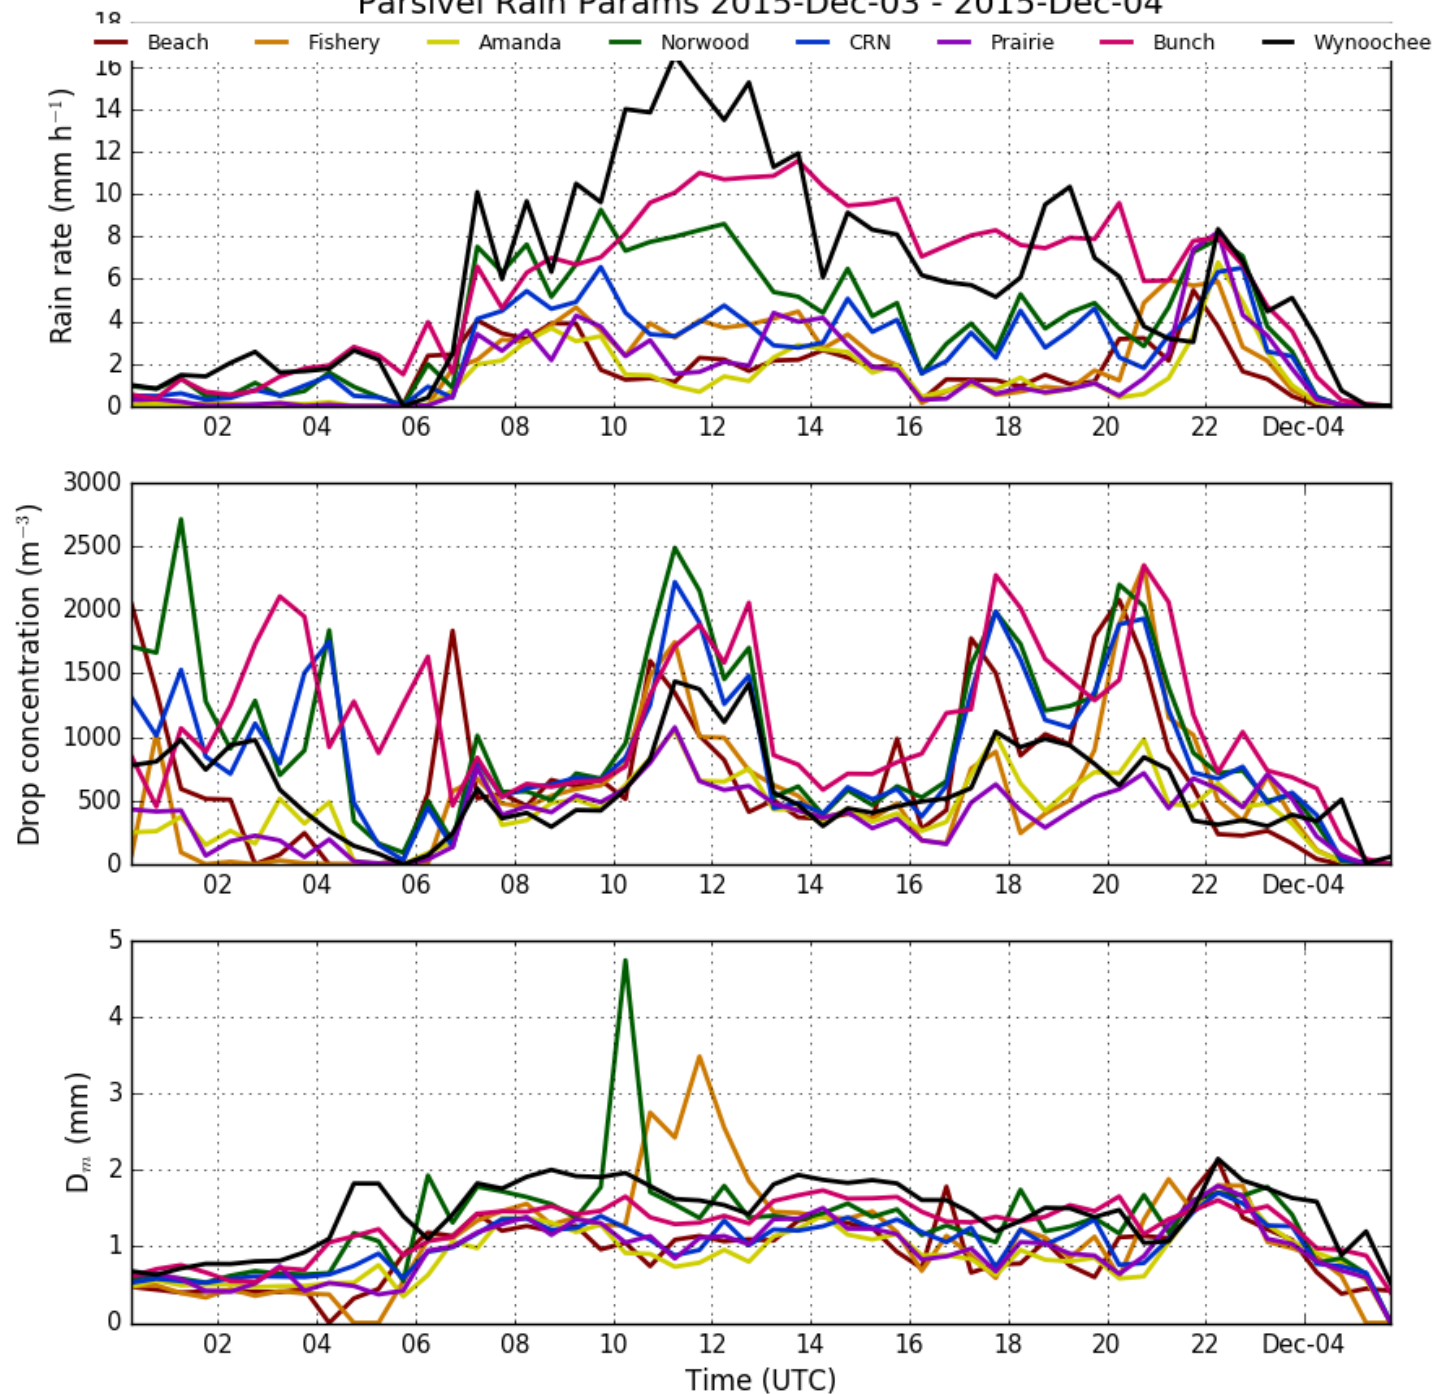 Parsivel Rain Params 2015-Dec-03 - 2015-Dec-04
18
Beach Fishery Amanda Norwood CRN Prairie Bunch Wynoochee
16
14
12
10
8
6
4
2
0
Rain rate (mm h⁻¹)
02 04 06 08 10 12 14 16 18 20 22 Dec-04
3000
2500
2000
1500
1000
500
0
Drop concentration (m⁻³)
02 04 06 08 10 12 14 16 18 20 22 Dec-04
5
4
3
2
1
0
Dₘ (mm)
02 04 06 08 10 12 14 16 18 20 22 Dec-04
Time (UTC)